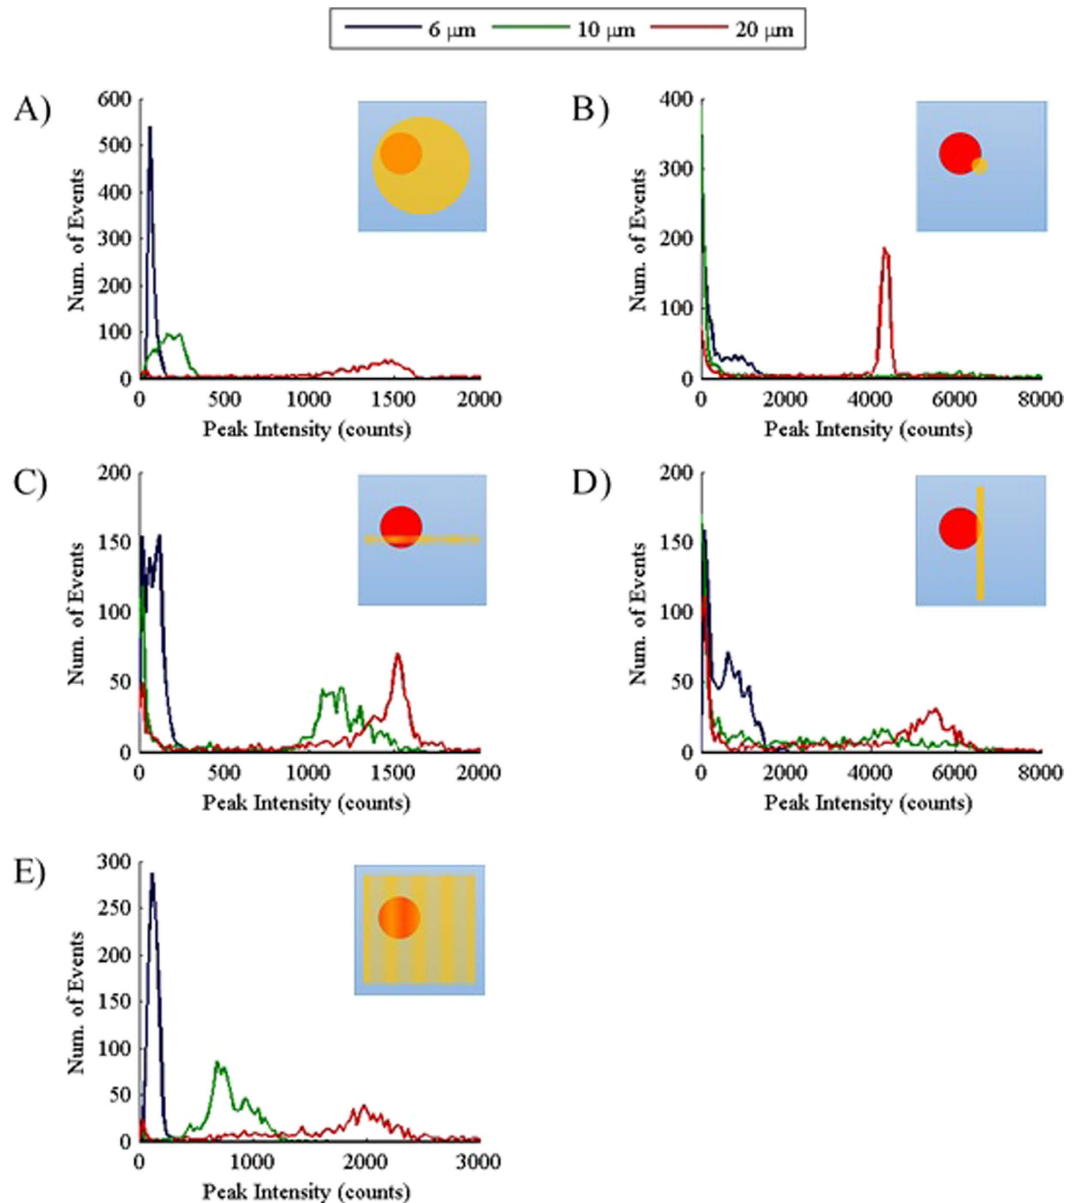 6 μm 10 μm 20 μm
A)
600
500
400
300
200
100
0
Num. of Events
0 500 1000 1500 2000
Peak Intensity (counts)
B)
400
300
200
100
0
Num. of Events
0 2000 4000 6000 8000
Peak Intensity (counts)
C)
200
150
100
50
0
Num. of Events
0 500 1000 1500 2000
Peak Intensity (counts)
D)
200
150
100
50
0
Num. of Events
0 2000 4000 6000 8000
Peak Intensity (counts)
E)
300
250
200
150
100
50
0
Num. of Events
0 1000 2000 3000
Peak Intensity (counts)